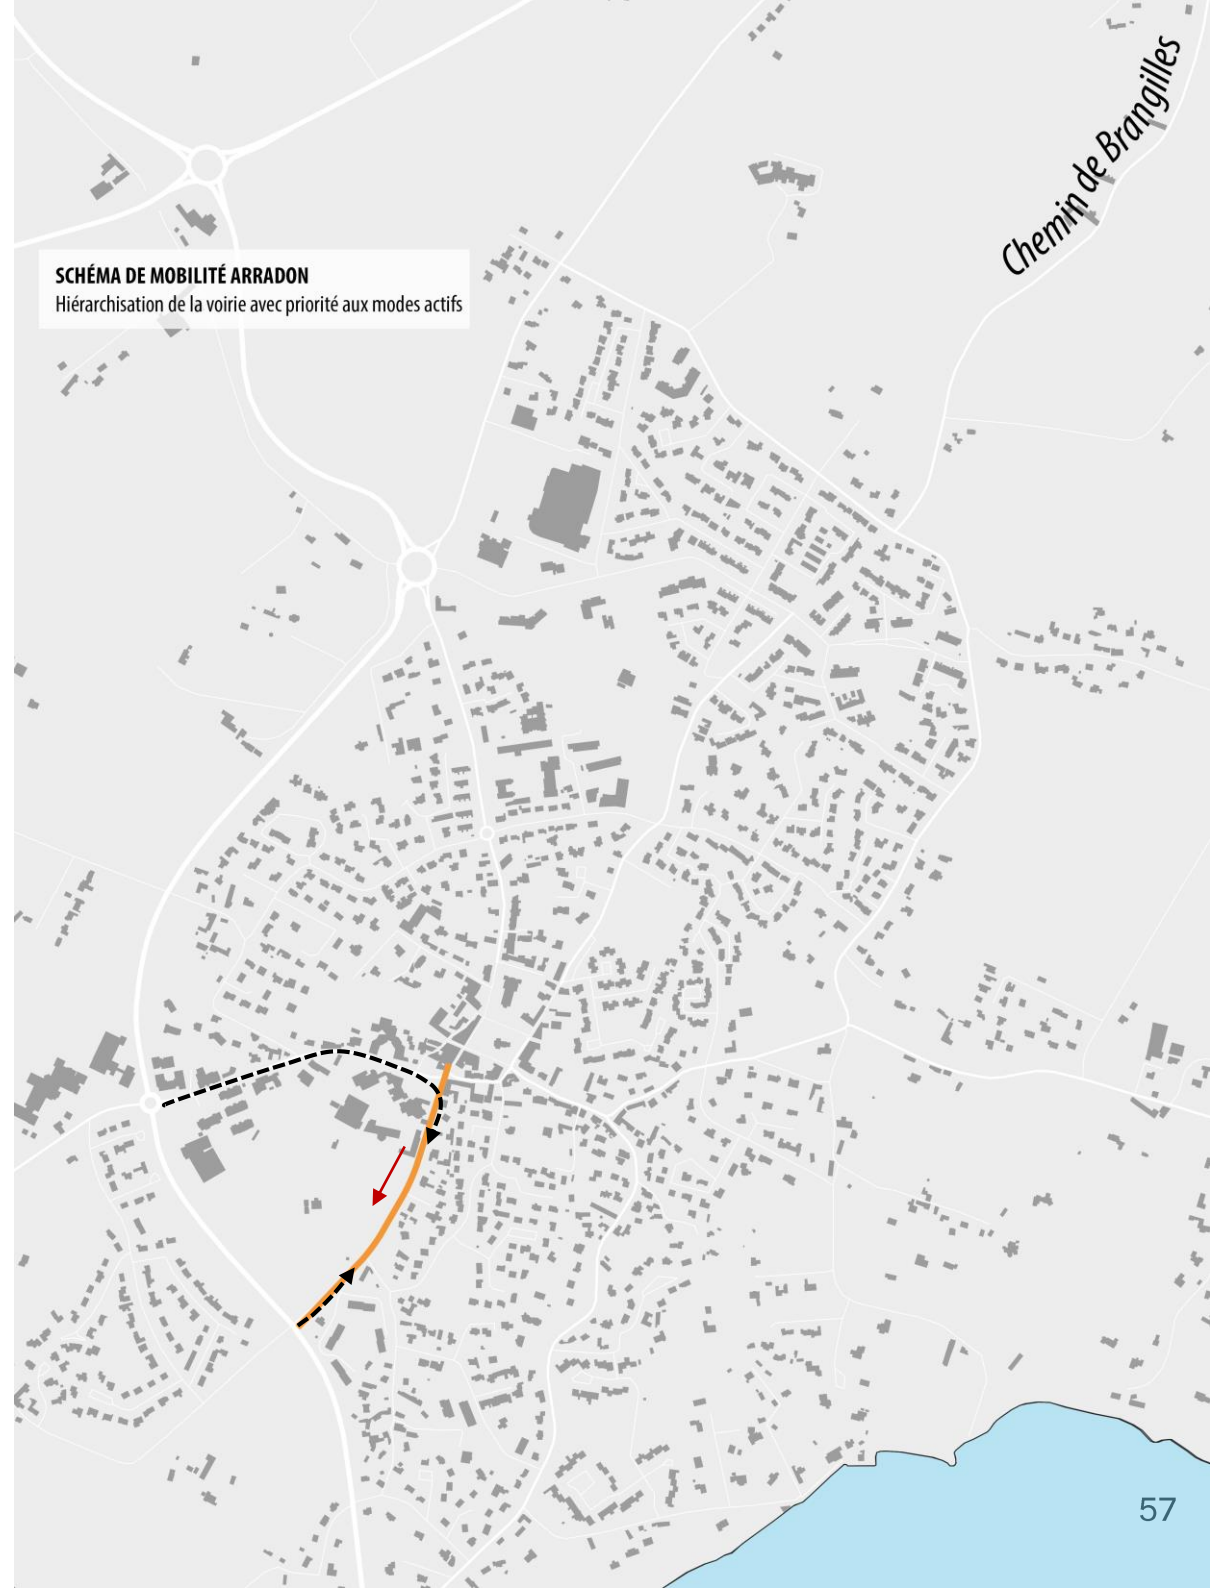 Chemin de Brangilles
SCHÉMA DE MOBILITÉ ARRADON
Hiérarchisation de la voirie avec priorité aux modes actifs
57